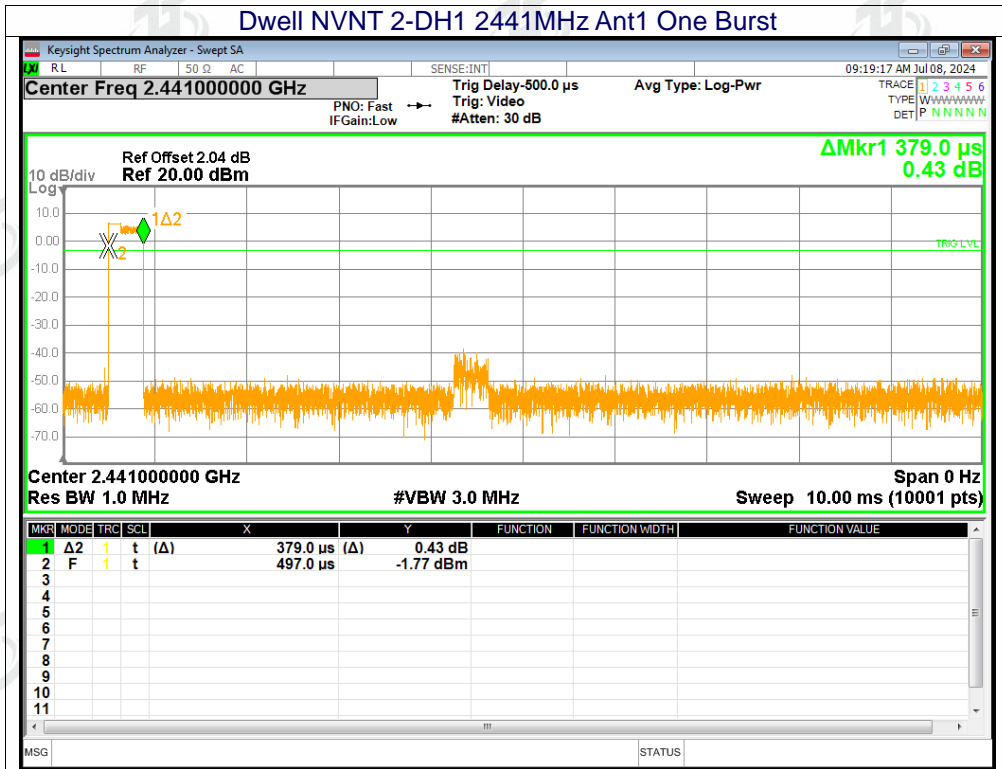 Dwell NVNT 2-DH1 2441MHz Ant1 One Burst
Keysight Spectrum Analyzer - Swept SA
LXI RL RF 50 Ω AC SENSE:INT 09:19:17 AM Jul 08, 2024
Center Freq 2.441000000 GHz Trig Delay-500.0 µs Avg Type: Log-Pwr TRACE 1 2 3 4 5 6
PNO: Fast Trig: Video TYPE WWWWWWW
IFGain:Low #Atten: 30 dB DET P N N N N N
ΔMkr1 379.0 µs
0.43 dB
Ref Offset 2.04 dB
10 dB/div Ref 20.00 dBm
Log
10.0
0.00
-10.0
-20.0
-30.0
-40.0
-50.0
-60.0
-70.0
1Δ2
2
TRIG LVL
Center 2.441000000 GHz Span 0 Hz
Res BW 1.0 MHz #VBW 3.0 MHz Sweep 10.00 ms (10001 pts)
MKR MODE TRC SCL X Y FUNCTION FUNCTION WIDTH FUNCTION VALUE
1 Δ2 1 t (Δ) 379.0 µs (Δ) 0.43 dB
2 F 1 t 497.0 µs -1.77 dBm
3
4
5
6
7
8
9
10
11
MSG STATUS